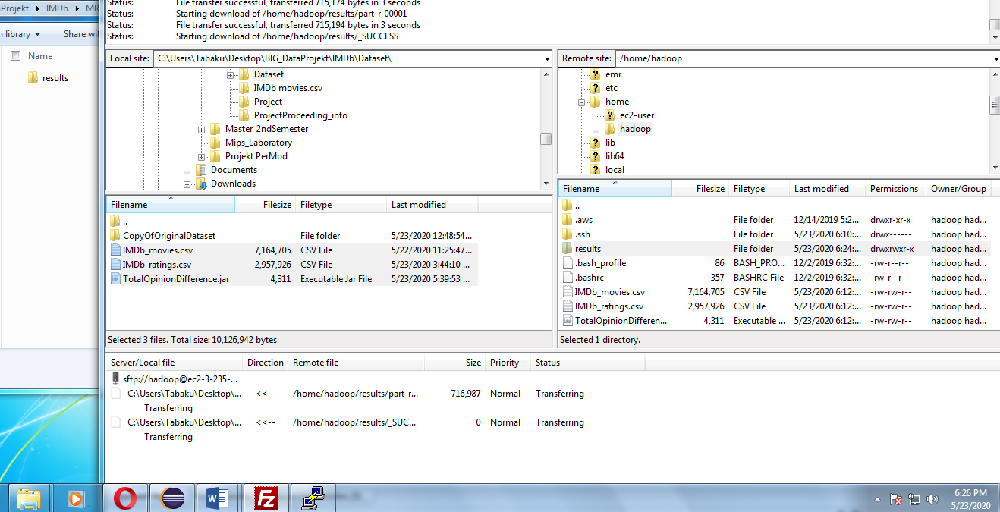 Projekt ▸ IMDb ▸ MR
library Share wit
Name
results
Status: File transfer successful, transferred 715,174 bytes in 3 seconds
Status: Starting download of /home/hadoop/results/part-r-00001
Status: File transfer successful, transferred 715,194 bytes in 3 seconds
Status: Starting download of /home/hadoop/results/_SUCCESS
Local site: C:\Users\Tabaku\Desktop\BIG_DataProjekt\IMDb\Dataset\
Dataset
IMDb movies.csv
Project
ProjectProceeding_info
Master_2ndSemester
Mips_Laboratory
Projekt PerMod
Documents
Downloads
Filename Filesize Filetype Last modified
..
CopyOfOriginalDataset File folder 5/23/2020 12:48:54...
IMDb_movies.csv 7,164,705 CSV File 5/22/2020 11:25:47...
IMDb_ratings.csv 2,957,926 CSV File 5/23/2020 3:44:10 ...
TotalOpinionDifference.jar 4,311 Executable Jar File 5/23/2020 5:39:53 ...
Selected 3 files. Total size: 10,126,942 bytes
Remote site: /home/hadoop
emr
etc
home
ec2-user
hadoop
lib
lib64
local
Filename Filesize Filetype Last modified Permissions Owner/Group
..
.aws File folder 12/14/2019 5:2... drwxr-xr-x hadoop had...
.ssh File folder 5/23/2020 6:10:... drwx------ hadoop had...
results File folder 5/23/2020 6:24:... drwxrwxr-x hadoop had...
.bash_profile 86 BASH_PRO... 12/2/2019 6:32:... -rw-r--r-- hadoop had...
.bashrc 357 BASHRC File 12/2/2019 6:32:... -rw-r--r-- hadoop had...
IMDb_movies.csv 7,164,705 CSV File 5/23/2020 6:12:... -rw-rw-r-- hadoop had...
IMDb_ratings.csv 2,957,926 CSV File 5/23/2020 6:12:... -rw-rw-r-- hadoop had...
TotalOpinionDifferen... 4,311 Executable ... 5/23/2020 6:12:... -rw-rw-r-- hadoop had...
Selected 1 directory.
Server/Local file Direction Remote file Size Priority Status
sftp://hadoop@ec2-3-235-...
C:\Users\Tabaku\Desktop\... <<-- /home/hadoop/results/part-r... 716,987 Normal Transferring
Transferring
C:\Users\Tabaku\Desktop\... <<-- /home/hadoop/results/_SUC... 0 Normal Transferring
Transferring
W
Fz
6:26 PM
5/23/2020